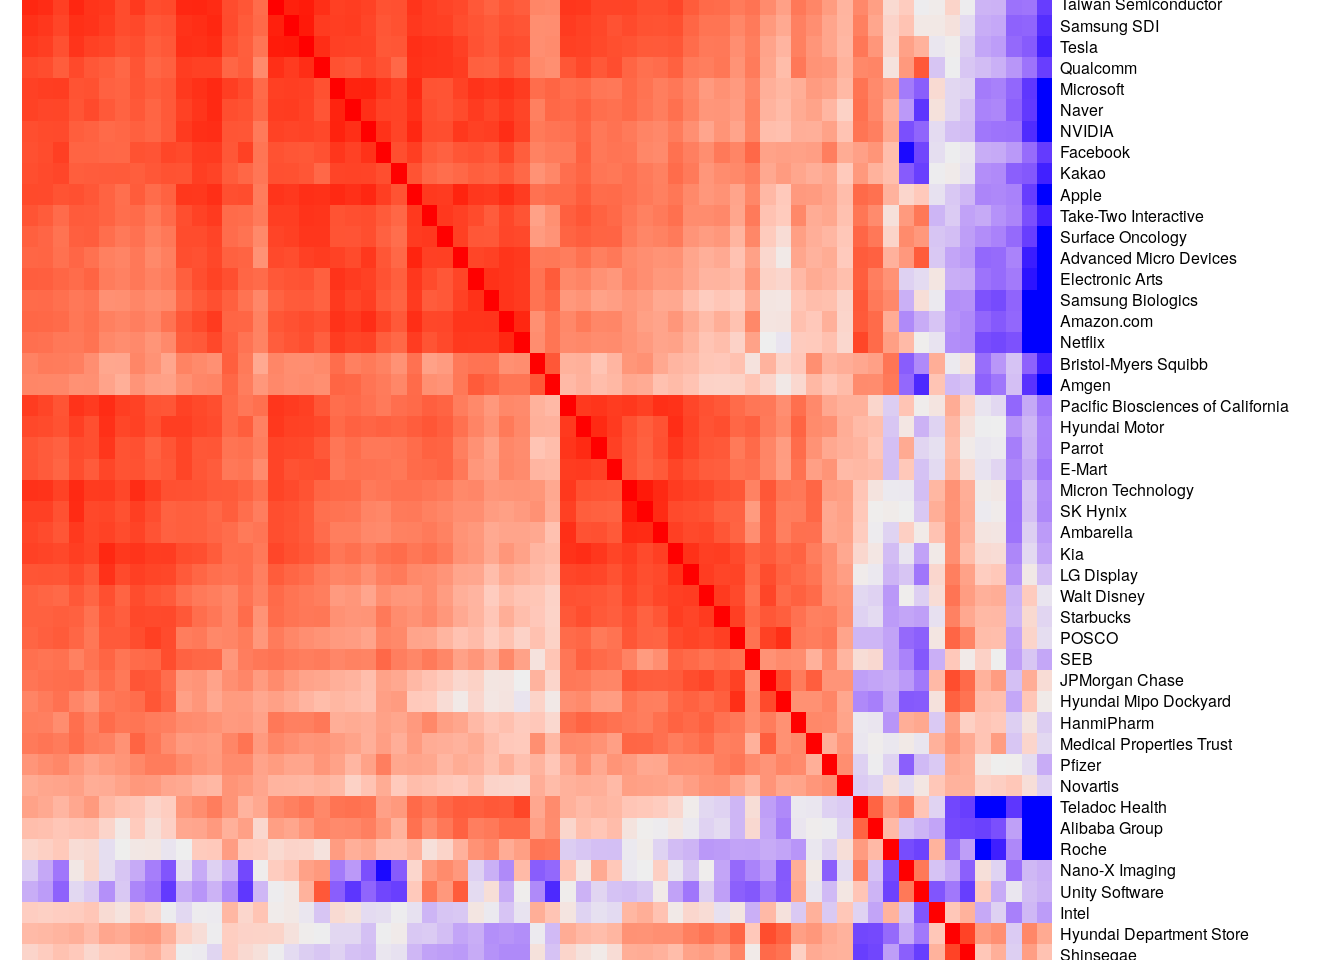 Taiwan Semiconductor
Samsung SDI
Tesla
Qualcomm
Microsoft
Naver
NVIDIA
Facebook
Kakao
Apple
Take-Two Interactive
Surface Oncology
Advanced Micro Devices
Electronic Arts
Samsung Biologics
Amazon.com
Netflix
Bristol-Myers Squibb
Amgen
Pacific Biosciences of California
Hyundai Motor
Parrot
E-Mart
Micron Technology
SK Hynix
Ambarella
Kia
LG Display
Walt Disney
Starbucks
POSCO
SEB
JPMorgan Chase
Hyundai Mipo Dockyard
HanmiPharm
Medical Properties Trust
Pfizer
Novartis
Teladoc Health
Alibaba Group
Roche
Nano-X Imaging
Unity Software
Intel
Hyundai Department Store
Shinsegae